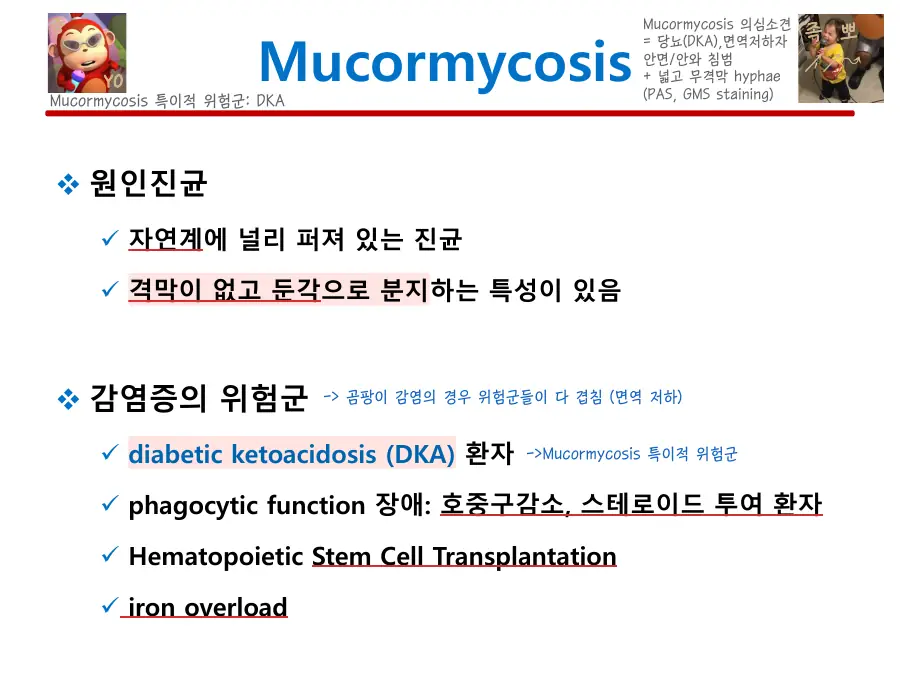 YO
Mucormycosis 특이적 위험군: DKA
Mucormycosis
Mucormycosis 의심소견
= 당뇨(DKA),면역저하자
안면/안와 침범
+ 넓고 무격막 hyphae
(PAS, GMS staining)
족 뽀
원인진균
자연계에 널리 퍼져 있는 진균
격막이 없고 둔각으로 분지하는 특성이 있음
감염증의 위험군 -> 곰팡이 감염의 경우 위험군들이 다 겹침 (면역 저하)
diabetic ketoacidosis (DKA) 환자 ->Mucormycosis 특이적 위험군
phagocytic function 장애: 호중구감소, 스테로이드 투여 환자
Hematopoietic Stem Cell Transplantation
iron overload